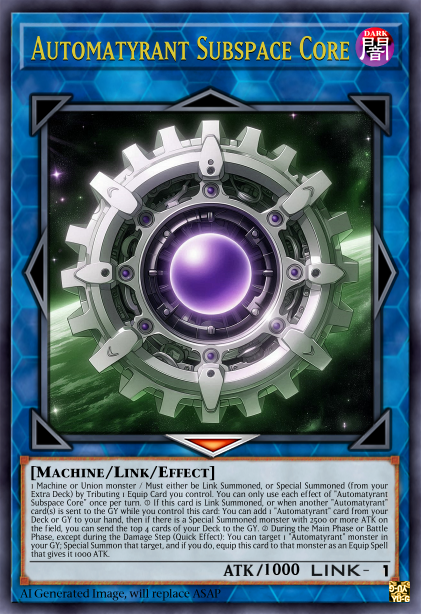 AUTOMATYRANT SUBSPACE CORE
DARK
闇
[MACHINE/LINK/EFFECT]
1 Machine or Union monster / Must either be Link Summoned, or Special Summoned (from your
Extra Deck) by Tributing 1 Equip Card you control. You can only use each effect of "Automatyrant
Subspace Core" once per turn. ① If this card is Link Summoned, or when another "Automatyrant"
card(s) is sent to the GY while you control this card: You can add 1 "Automatyrant" card from your
Deck or GY to your hand, then if there is a Special Summoned monster with 2500 or more ATK on
the field, you can send the top 4 cards of your Deck to the GY. ② During the Main Phase or Battle
Phase, except during the Damage Step (Quick Effect): You can target 1 "Automatyrant" monster in
your GY; Special Summon that target, and if you do, equip this card to that monster as an Equip Spell
that gives it 1000 ATK.
ATK/1000 LINK- 1
AI Generated Image, will replace ASAP